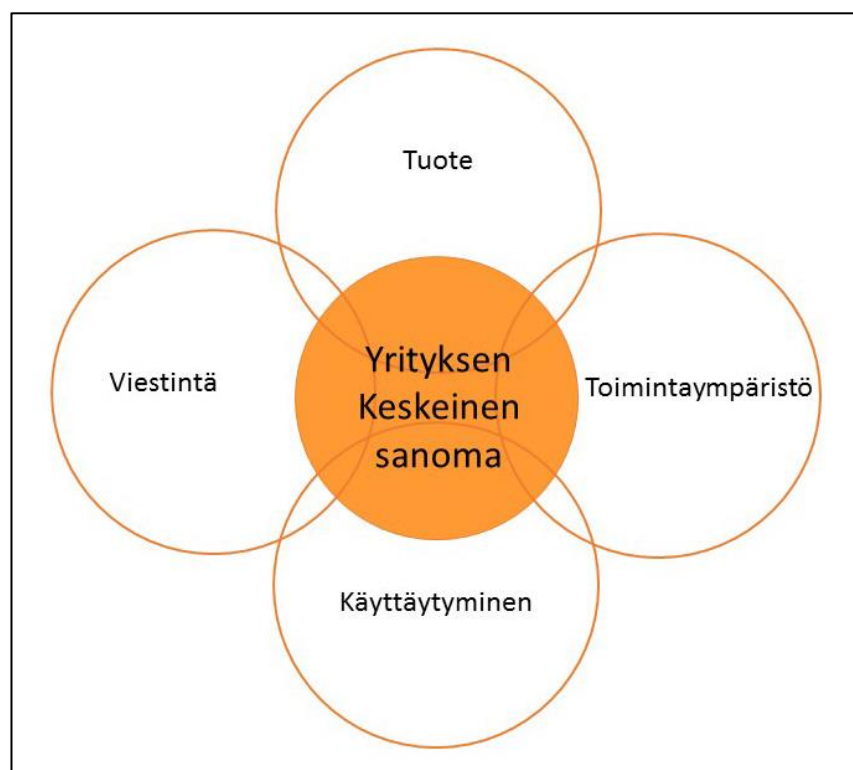 Tuote
Viestintä
Yrityksen
Keskeinen
sanoma
Toimintaympäristö
Käyttäytyminen